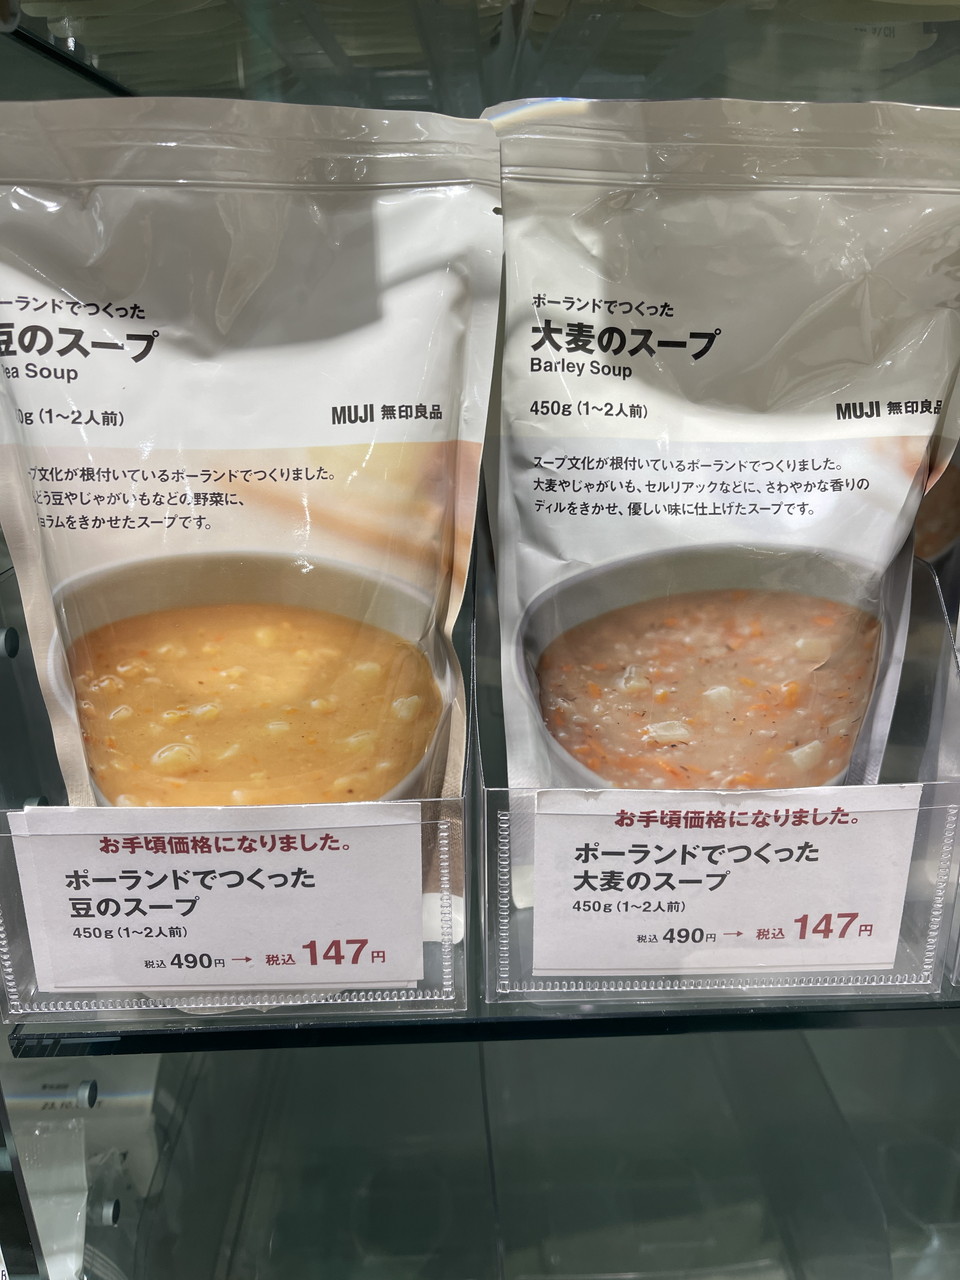 ーランドでつくった
豆のスープ
ea Soup
0g(1〜2人前)
MUJI 無印良品
プ文化が根付いているポーランドでつくりました。
どう豆やじゃがいもなどの野菜に、
ョラムをきかせたスープです。
ポーランドでつくった
大麦のスープ
Barley Soup
450g(1〜2人前)
MUJI 無印良品
スープ文化が根付いているポーランドでつくりました。
大麦やじゃがいも、セルリアックなどに、さわやかな香りの
ディルをきかせ、優しい味に仕上げたスープです。
お手頃価格になりました。
ポーランドでつくった
豆のスープ
450g(1〜2人前)
税込490円→税込147円
お手頃価格になりました。
ポーランドでつくった
大麦のスープ
450g(1〜2人前)
税込490円→税込147円